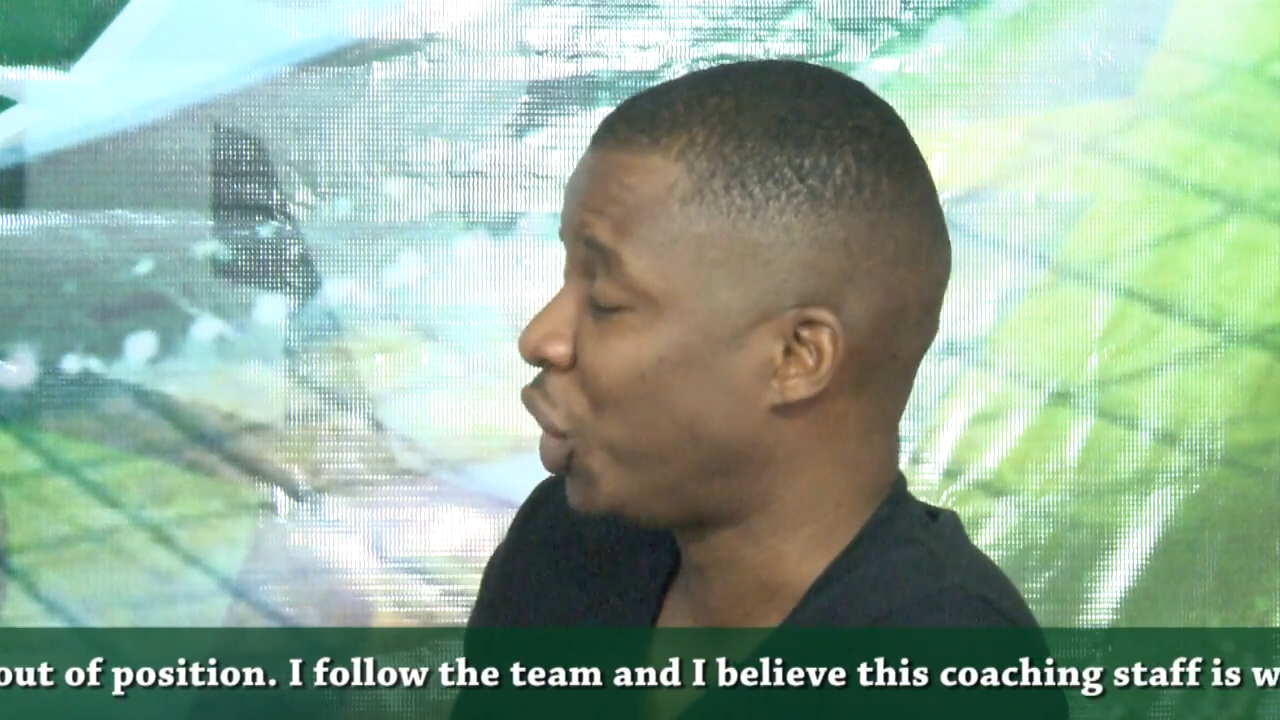 out of position. I follow the team and I believe this coaching staff is